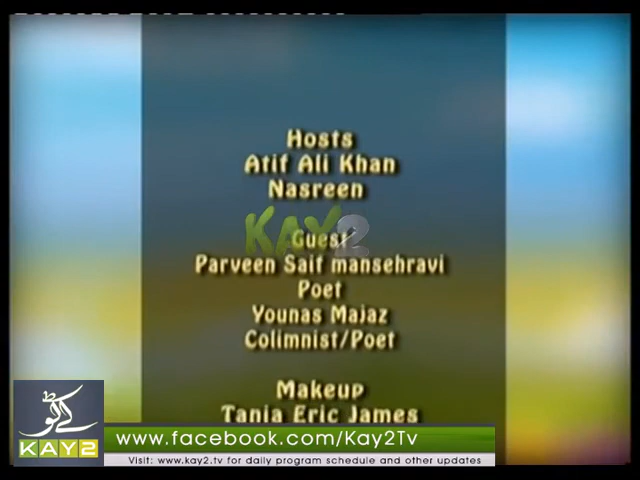 Hosts
Atif Ali Khan
Nasreen
KAY2
Guest
Parveen Saif mansehravi
Poet
Younas Majaz
Colimnist/Poet
Makeup
Tania Eric James
کےٹو
KAY2
www.facebook.com/Kay2Tv
Visit: www.kay2.tv for daily program schedule and other updates